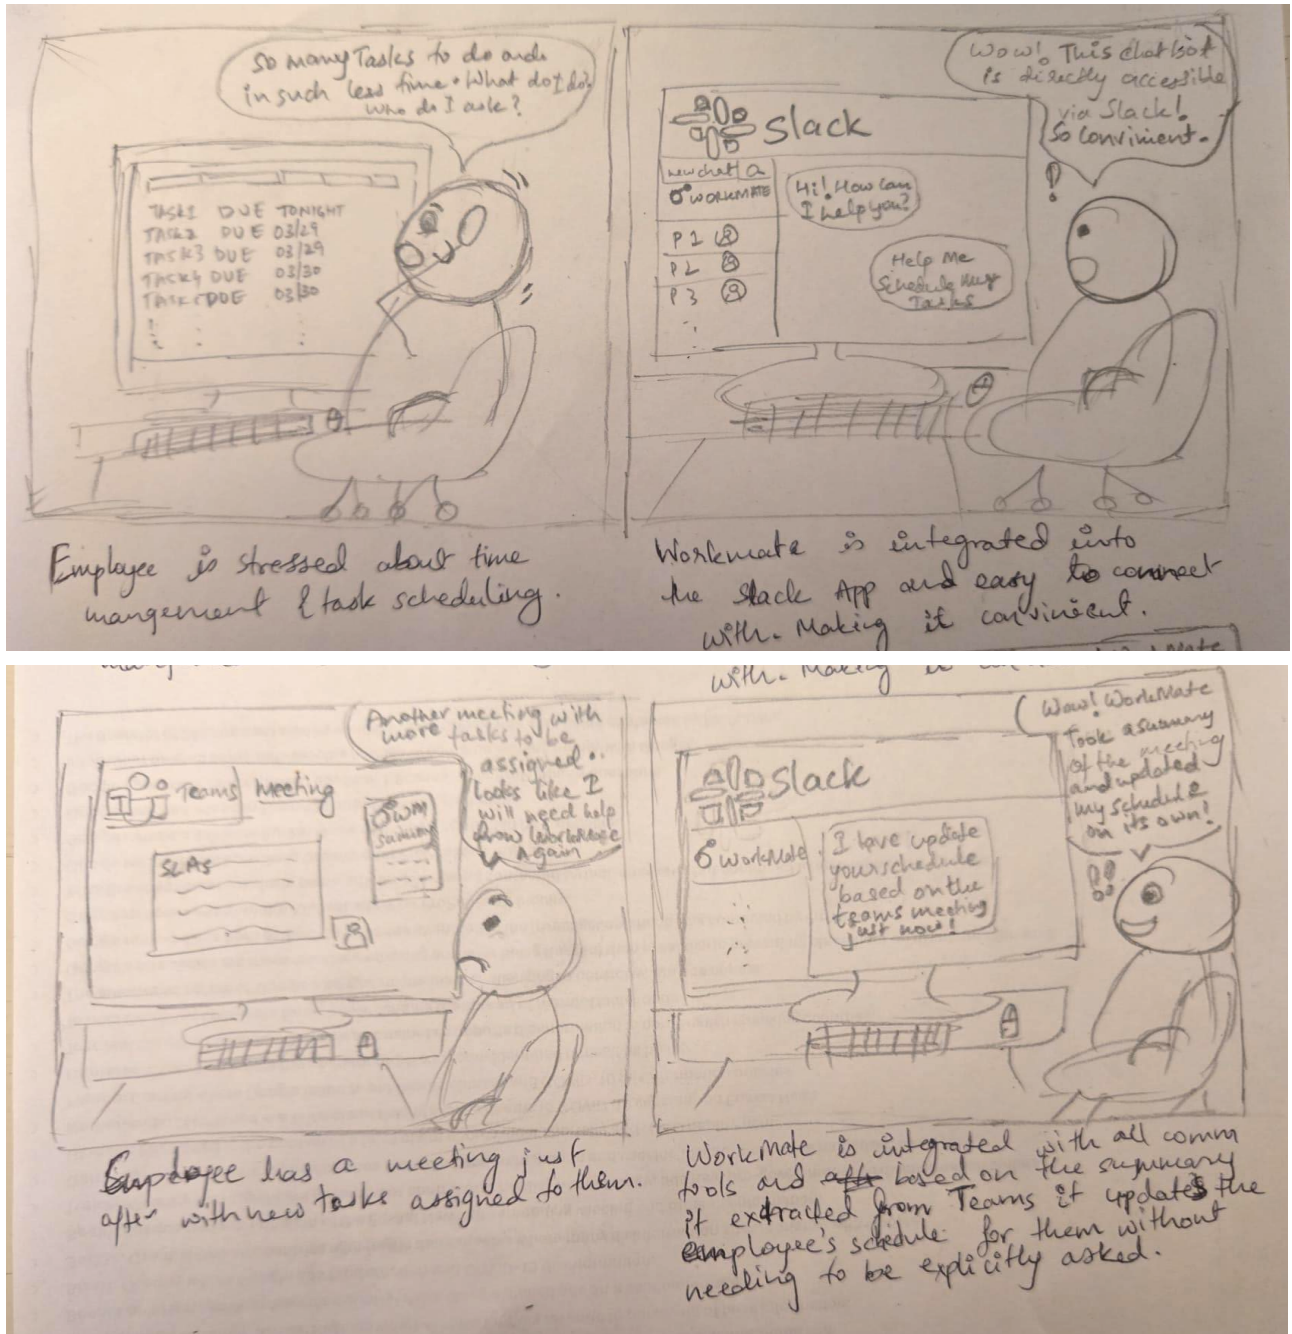 So many Tasks to do and
in such less time. What do I do?
Who do I ask?
TASK1 DUE TONIGHT
TASK2 DUE 03/29
TASK3 DUE 03/29
TASK4 DUE 03/30
TASK5 DUE 03/30
Employee is stressed about time
mangement & task scheduling.
Wow! This chatbot
is directly accessible
via Slack!
So Conviniment.
!
Slack
new chat
WORKMATE
P1
P2
P3
Hi! How can
I help you?
Help Me
Schedule my
Tasks
Workmate is integrated into
the Slack App and easy to connect
with. Making it convinient.
with. Making it
Another meeting with
more tasks to be
assigned..
looks like I
will need help
from workmate
Again
T Teams Meeting
WM
Summary
SLAs
Employee has a meeting just
after with new tasks assigned to them.
Wow! WorkMate
Took a summary
of the meeting
and updated
my schedule
on its own!
!!
Slack
WorkMate
I have update
your schedule
based on the
teams meeting
just now!
WorkMate is integrated with all comm
tools and based on the summary
it extracted from Teams it updates the
employee's schedule for them without
needing to be explicitly asked.